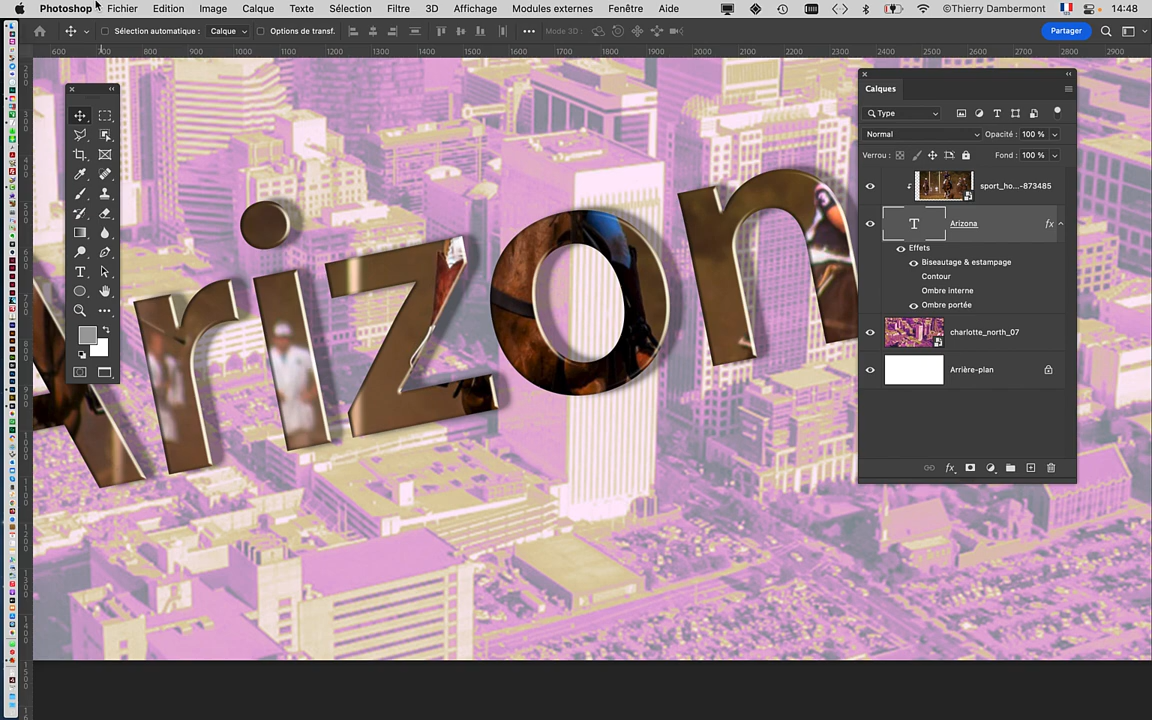 Photoshop Fichier Edition Image Calque Texte Sélection Filtre 3D Affichage Modules externes Fenêtre Aide ©Thierry Dambermont 14:48
Sélection automatique : Calque Options de transf. Mode 3D : Partager
600 800 900 1000 1100 1200 1300 1400 1500 1600 1700 1800 1900 2000 2100 2200 2300 2400 2500 2600 2700 2800 2900
Calques
Type
Normal Opacité : 100 %
Verrou : Fond : 100 %
sport_ho...-873485
T Arizona fx
Effets
Biseautage & estampage
Contour
Ombre interne
Ombre portée
charlotte_north_07
Arrière-plan
fx
Arizon